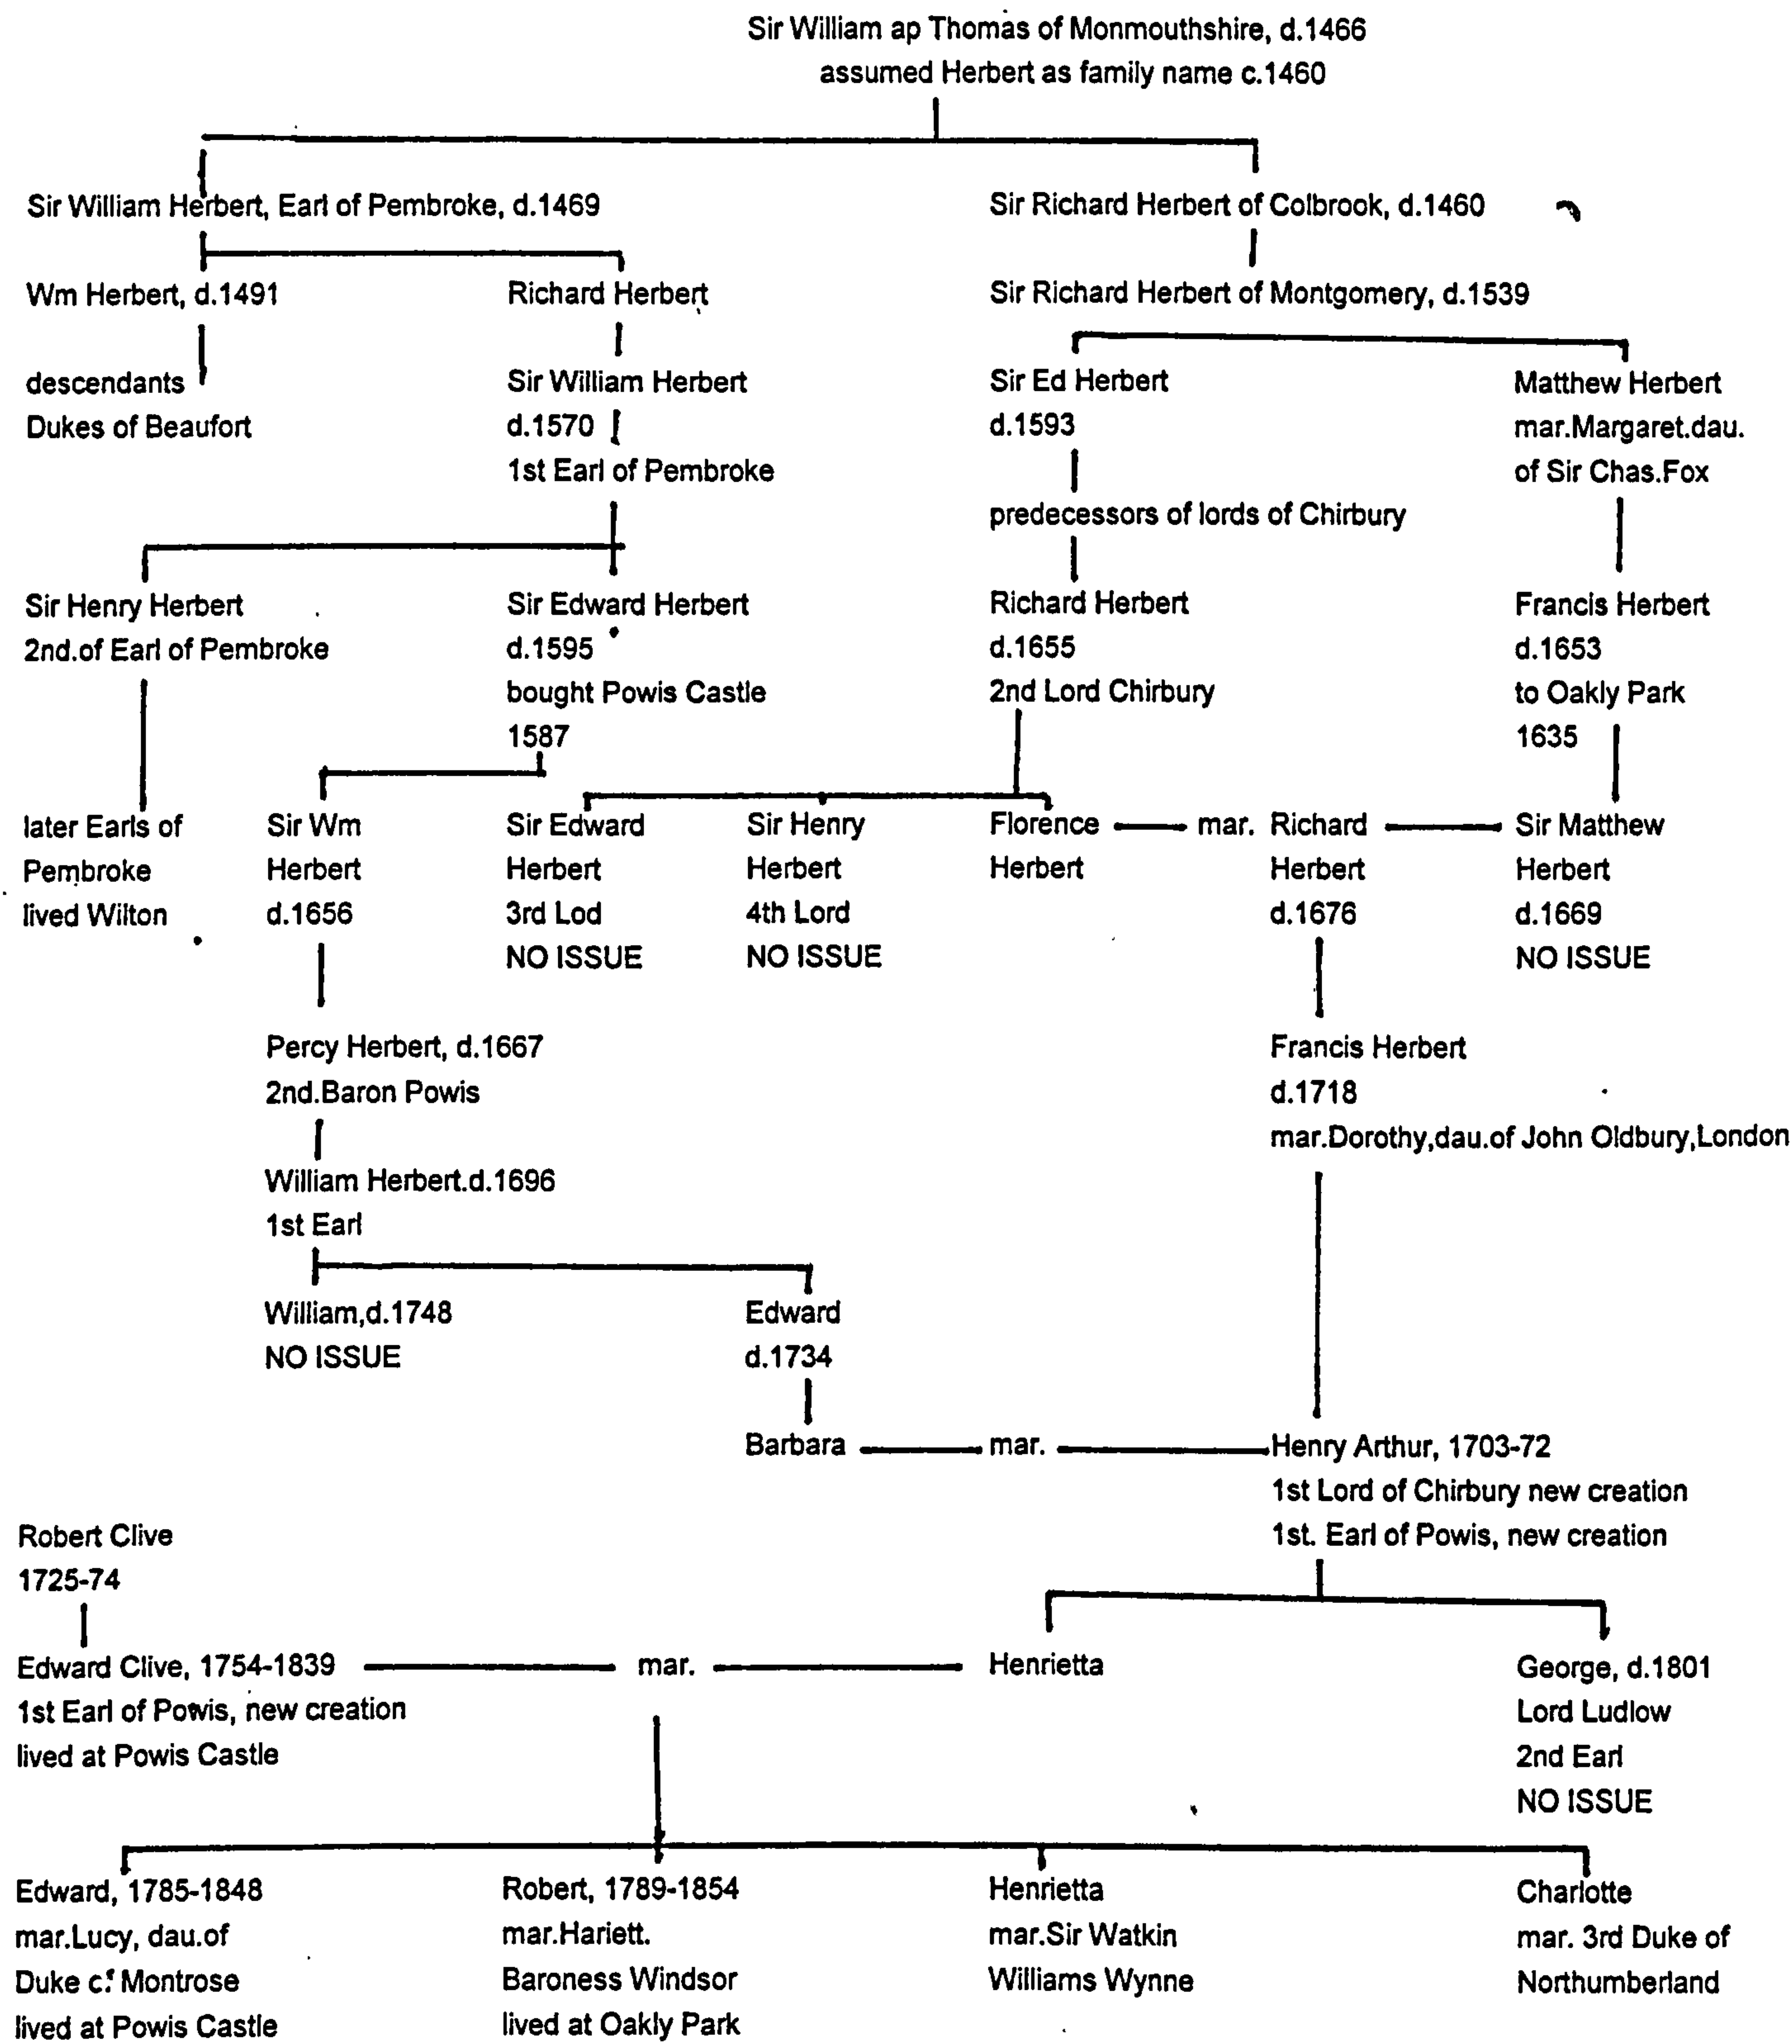 Sir William ap Thomas of Monmouthshire, d.1466
assumed Herbert as family name c.1460
Sir William Herbert, Earl of Pembroke, d.1469
Sir Richard Herbert of Colbrook, d.1460
Wm Herbert, d.1491
Richard Herbert
Sir Richard Herbert of Montgomery, d.1539
descendants
Dukes of Beaufort
Sir William Herbert
d.1570
1st Earl of Pembroke
Sir Ed Herbert
d.1593
predecessors of lords of Chirbury
Matthew Herbert
mar.Margaret.dau.
of Sir Chas.Fox
Sir Henry Herbert
2nd.of Earl of Pembroke
Sir Edward Herbert
d.1595
bought Powis Castle
1587
Richard Herbert
d.1655
2nd Lord Chirbury
Francis Herbert
d.1653
to Oakly Park
1635
later Earls of
Pembroke
lived Wilton
Sir Wm
Herbert
d.1656
Sir Edward
Herbert
3rd Lod
NO ISSUE
Sir Henry
Herbert
4th Lord
NO ISSUE
Florence
Herbert
mar.
Richard
Herbert
d.1676
Sir Matthew
Herbert
d.1669
NO ISSUE
Percy Herbert, d.1667
2nd.Baron Powis
Francis Herbert
d.1718
mar.Dorothy,dau.of John Oldbury,London
William Herbert.d.1696
1st Earl
William,d.1748
NO ISSUE
Edward
d.1734
Barbara
mar.
Henry Arthur, 1703-72
1st Lord of Chirbury new creation
1st. Earl of Powis, new creation
Robert Clive
1725-74
Edward Clive, 1754-1839
1st Earl of Powis, new creation
lived at Powis Castle
mar.
Henrietta
George, d.1801
Lord Ludlow
2nd Earl
NO ISSUE
Edward, 1785-1848
mar.Lucy, dau.of
Duke of Montrose
lived at Powis Castle
Robert, 1789-1854
mar.Hariett.
Baroness Windsor
lived at Oakly Park
Henrietta
mar.Sir Watkin
Williams Wynne
Charlotte
mar. 3rd Duke of
Northumberland